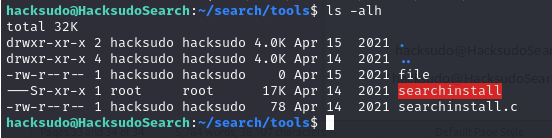 hacksudo@HacksudoSearch:~/search/tools$ ls -alh
total 32K
drwxr-xr-x 2 hacksudo hacksudo 4.0K Apr 15  2021 .
drwxr-xr-x 4 hacksudo hacksudo 4.0K Apr 14  2021 ..
-rw-r--r-- 1 hacksudo hacksudo    0 Apr 15  2021 file
---Sr-xr-x 1 root     root      17K Apr 14  2021 searchinstall
-rw-r--r-- 1 hacksudo hacksudo   78 Apr 14  2021 searchinstall.c
hacksudo@HacksudoSearch:~/search/tools$